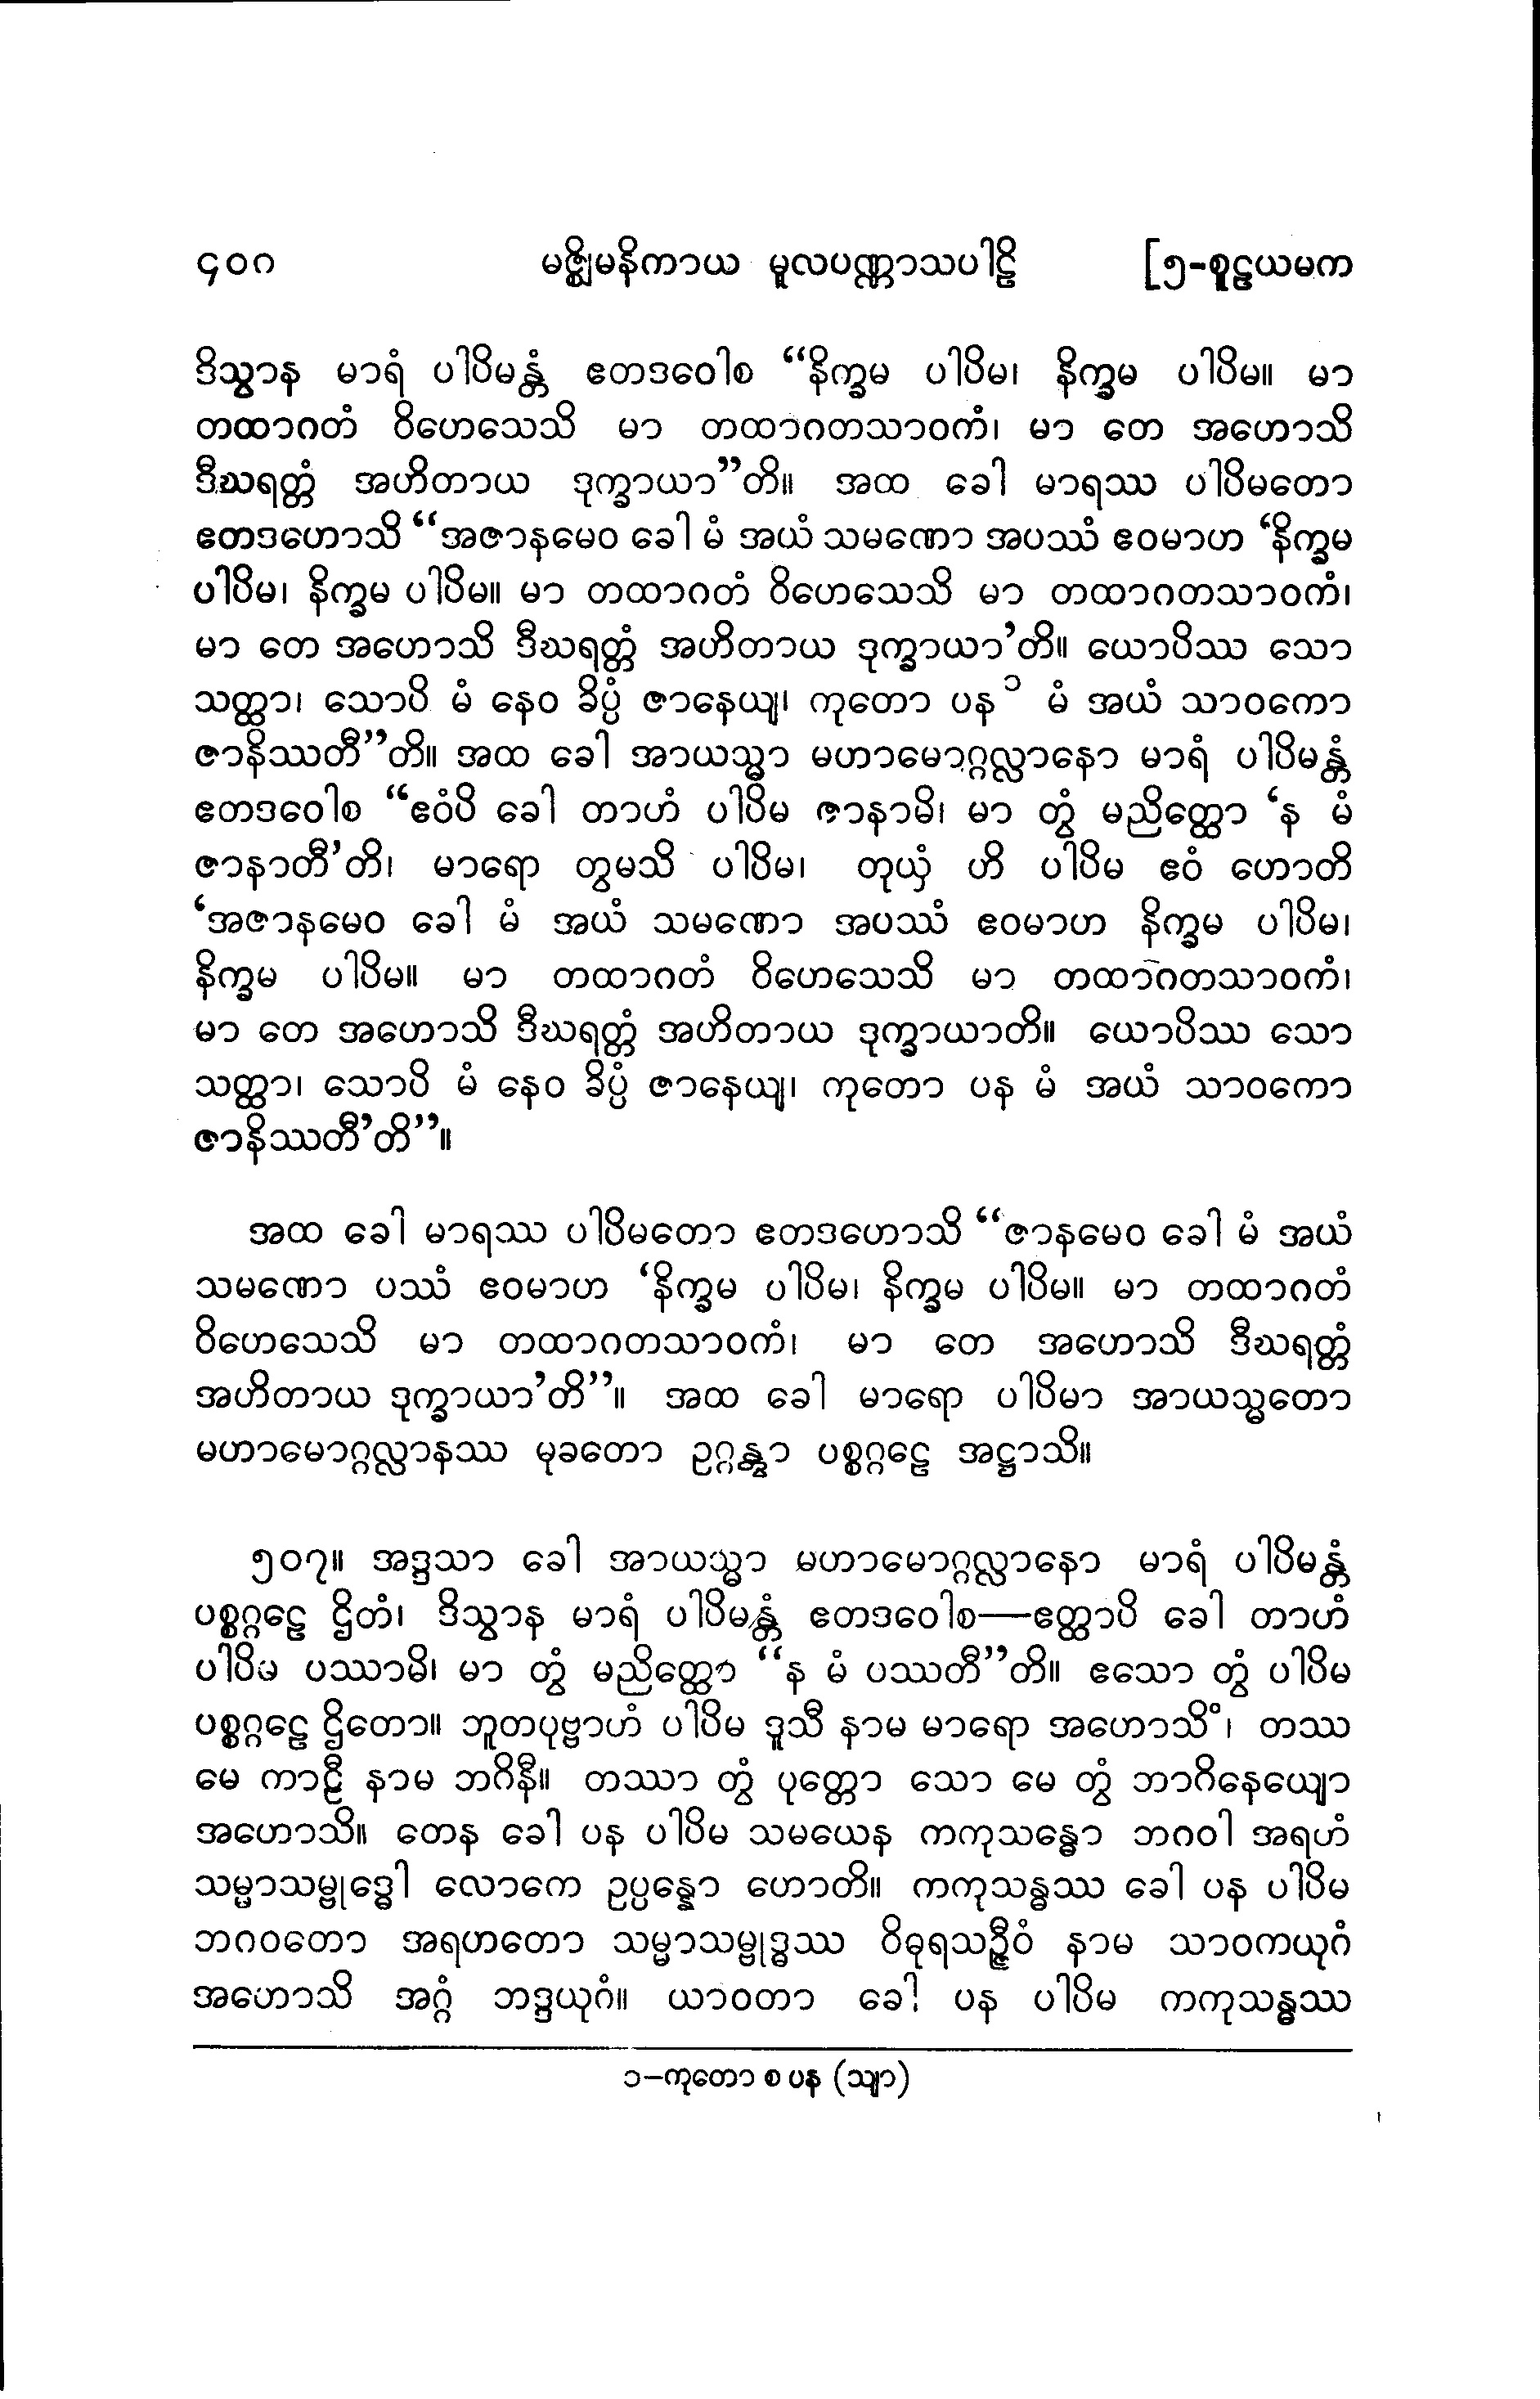 ၄၀၈ မဇ္ဈိမနိကာယ မူလပဏ္ဏာသပါဠိ [၅-စူဠယမက
ဒိသွာန မာရံ ပါပိမန္တံ ဧတဒဝေါစ “နိက္ခမ ပါပိမ၊ နိက္ခမ ပါပိမ။ မာ
တထာဂတံ ဝိဟေသေသိ မာ တထာဂတသာဝကံ၊ မာ တေ အဟောသိ
ဒီဃရတ္တံ အဟိတာယ ဒုက္ခာယာ”တိ။ အထ ခေါ မာရဿ ပါပိမတော
ဧတဒဟောသိ “အဇာနမေဝ ခေါ မံ အယံ သမဏော အပဿံ ဧဝမာဟ ‘နိက္ခမ
ပါပိမ၊ နိက္ခမ ပါပိမ။ မာ တထာဂတံ ဝိဟေသေသိ မာ တထာဂတသာဝကံ၊
မာ တေ အဟောသိ ဒီဃရတ္တံ အဟိတာယ ဒုက္ခာယာ’တိ။ ယောပိဿ သော
သတ္ထာ၊ သောပိ မံ နေဝ ခိပ္ပံ ဇာနေယျ၊ ကုတော ပန ၁ မံ အယံ သာဝကော
ဇာနိဿတီ”တိ။ အထ ခေါ အာယသ္မာ မဟာမောဂ္ဂလ္လာနော မာရံ ပါပိမန္တံ
ဧတဒဝေါစ “ဧဝံပိ ခေါ တာဟံ ပါပိမ ဇာနာမိ၊ မာ တွံ မညိတ္ထော ‘န မံ
ဇာနာတီ’တိ၊ မာရော တွမသိ ပါပိမ၊ တုယှံ ဟိ ပါပိမ ဧဝံ ဟောတိ
‘အဇာနမေဝ ခေါ မံ အယံ သမဏော အပဿံ ဧဝမာဟ နိက္ခမ ပါပိမ၊
နိက္ခမ ပါပိမ။ မာ တထာဂတံ ဝိဟေသေသိ မာ တထာဂတသာဝကံ၊
မာ တေ အဟောသိ ဒီဃရတ္တံ အဟိတာယ ဒုက္ခာယာတိ။ ယောပိဿ သော
သတ္ထာ၊ သောပိ မံ နေဝ ခိပ္ပံ ဇာနေယျ၊ ကုတော ပန မံ အယံ သာဝကော
ဇာနိဿတီ’တိ”။
အထ ခေါ မာရဿ ပါပိမတော ဧတဒဟောသိ “ဇာနမေဝ ခေါ မံ အယံ
သမဏော ပဿံ ဧဝမာဟ ‘နိက္ခမ ပါပိမ၊ နိက္ခမ ပါပိမ။ မာ တထာဂတံ
ဝိဟေသေသိ မာ တထာဂတသာဝကံ၊ မာ တေ အဟောသိ ဒီဃရတ္တံ
အဟိတာယ ဒုက္ခာယာ’တိ”။ အထ ခေါ မာရော ပါပိမာ အာယသ္မတော
မဟာမောဂ္ဂလ္လာနဿ မုခတော ဥဂ္ဂန္တွာ ပစ္စဂ္ဂဠေ အဋ္ဌာသိ။
၅၀၇။ အဒ္ဒသာ ခေါ အာယသ္မာ မဟာမောဂ္ဂလ္လာနော မာရံ ပါပိမန္တံ
ပစ္စဂ္ဂဠေ ဌိတံ၊ ဒိသွာန မာရံ ပါပိမန္တံ ဧတဒဝေါစ—ဧတ္ထာပိ ခေါ တာဟံ
ပါပိမ ပဿာမိ၊ မာ တွံ မညိတ္ထော “န မံ ပဿတီ”တိ။ ဧသော တွံ ပါပိမ
ပစ္စဂ္ဂဠေ ဌိတော။ ဘူတပုဗ္ဗာဟံ ပါပိမ ဒူသီ နာမ မာရော အဟောသိံ၊ တဿ
မေ ကာဠီ နာမ ဘဂိနီ။ တဿာ တွံ ပုတ္တော သော မေ တွံ ဘာဂိနေယျော
အဟောသိ။ တေန ခေါ ပန ပါပိမ သမယေန ကကုသန္ဓော ဘဂဝါ အရဟံ
သမ္မာသမ္ဗုဒ္ဓေါ လောကေ ဥပ္ပန္နော ဟောတိ။ ကကုသန္ဓဿ ခေါ ပန ပါပိမ
ဘဂဝတော အရဟတော သမ္မာသမ္ဗုဒ္ဓဿ ဝိဓုရသဉ္ဇီဝံ နာမ သာဝကယုဂံ
အဟောသိ အဂ္ဂံ ဘဒ္ဒယုဂံ။ ယာဝတာ ခေါ ပန ပါပိမ ကကုသန္ဓဿ
၁–ကုတော စ ပန (သျာ)